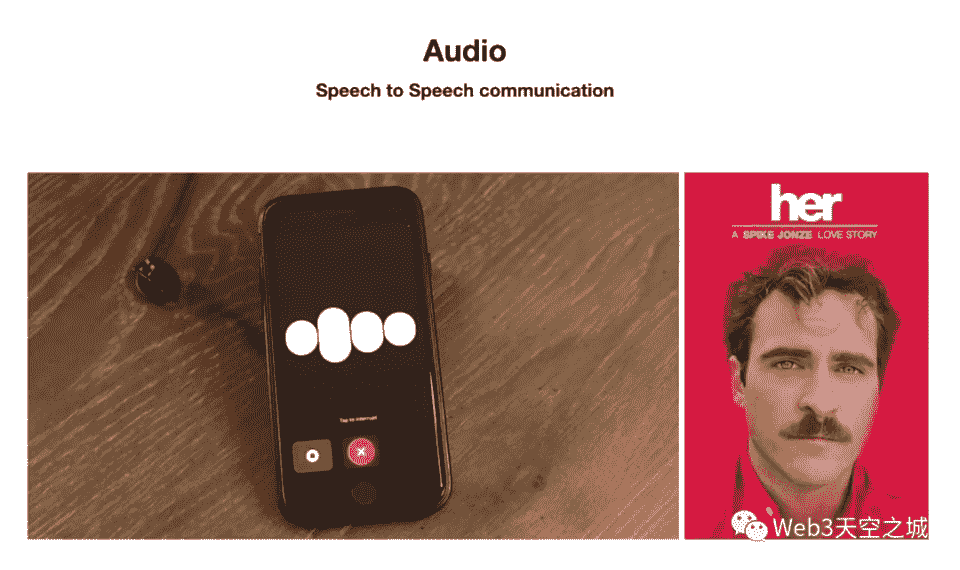 Audio
Speech to Speech communication
Tap to interrupt
her
A SPIKE JONZE LOVE STORY
Web3天空之城